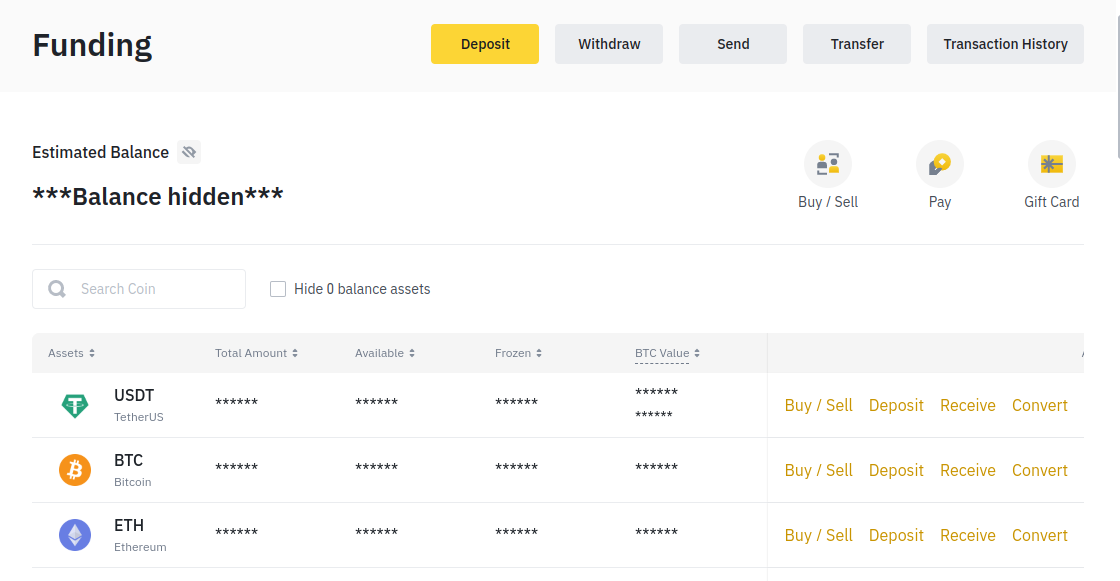 Funding
Deposit Withdraw Send Transfer Transaction History
Estimated Balance
***Balance hidden***
Buy / Sell Pay Gift Card
Search Coin
Hide 0 balance assets
Assets Total Amount Available Frozen BTC Value
USDT
TetherUS
****** ****** ****** ******
******
Buy / Sell Deposit Receive Convert
BTC
Bitcoin
****** ****** ****** ******
Buy / Sell Deposit Receive Convert
ETH
Ethereum
****** ****** ****** ******
Buy / Sell Deposit Receive Convert